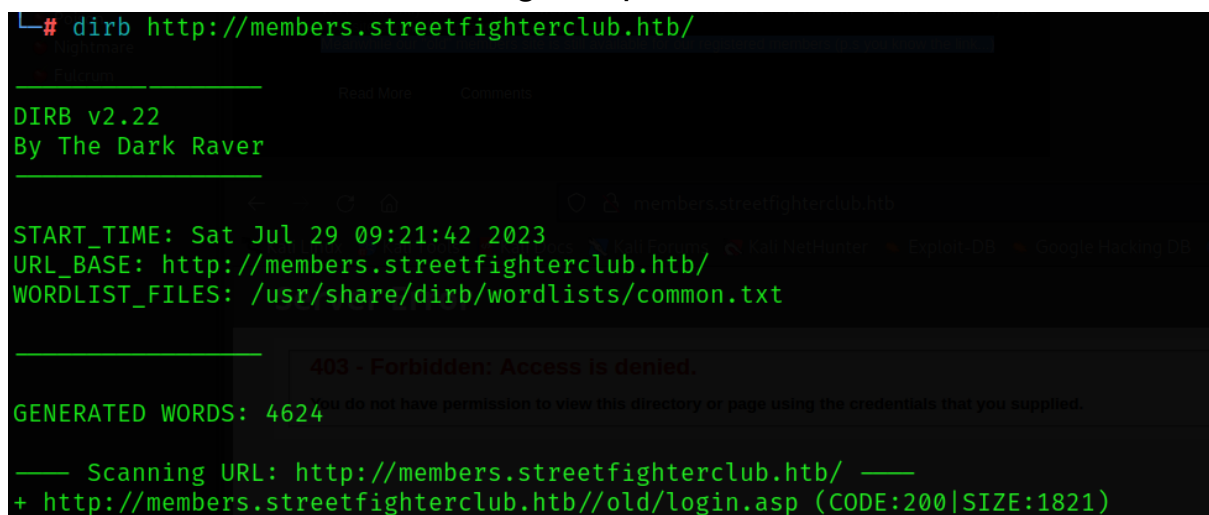 └─# dirb http://members.streetfighterclub.htb/
Nightmare
Fulcrum
Read More Comments
DIRB v2.22
By The Dark Raver
members.streetfighterclub.htb
START_TIME: Sat Jul 29 09:21:42 2023
Kali Forums Kali NetHunter Exploit-DB Google Hacking DB
URL_BASE: http://members.streetfighterclub.htb/
WORDLIST_FILES: /usr/share/dirb/wordlists/common.txt
403 - Forbidden: Access is denied.
You do not have permission to view this directory or page using the credentials that you supplied.
GENERATED WORDS: 4624
—— Scanning URL: http://members.streetfighterclub.htb/ ——
+ http://members.streetfighterclub.htb//old/login.asp (CODE:200|SIZE:1821)